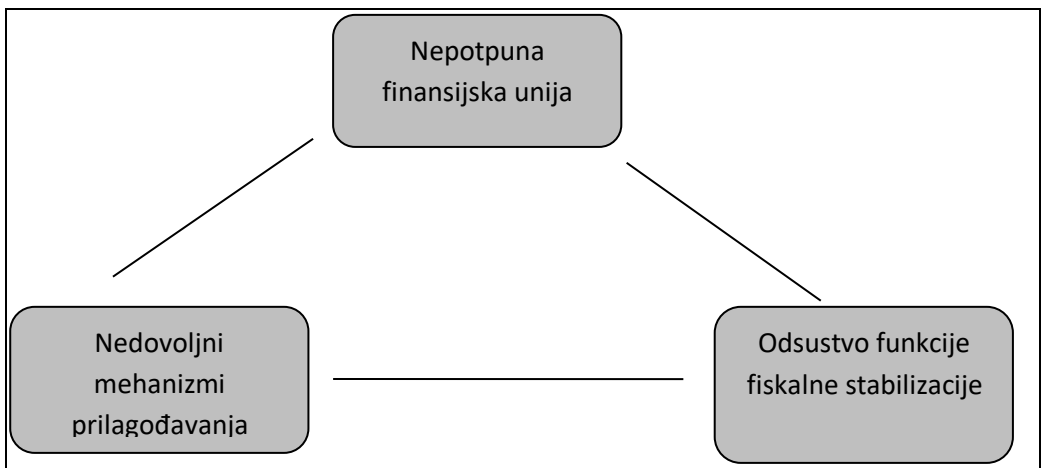 Nepotpuna
finansijska unija
Nedovoljni
mehanizmi
prilagođavanja
Odsustvo funkcije
fiskalne stabilizacije